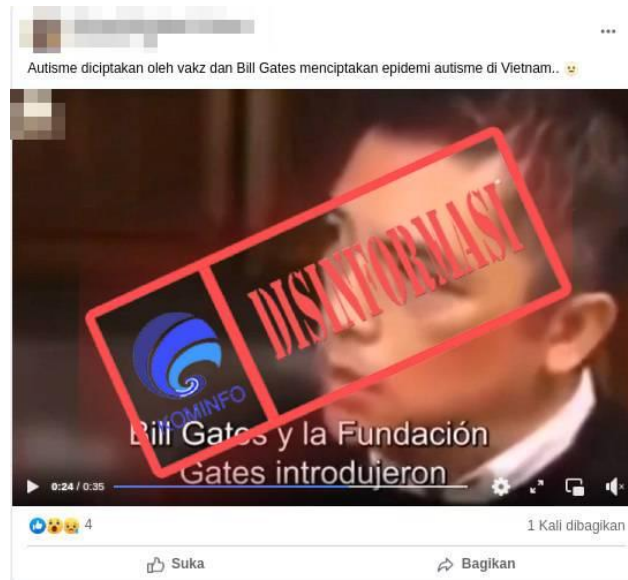 Autisme diciptakan oleh vakz dan Bill Gates menciptakan epidemi autisme di Vietnam..
DISINFORMASI
KOMINFO
Bill Gates y la Fundación
Gates introdujeron
0:24 / 0:35
4
1 Kali dibagikan
Suka
Bagikan